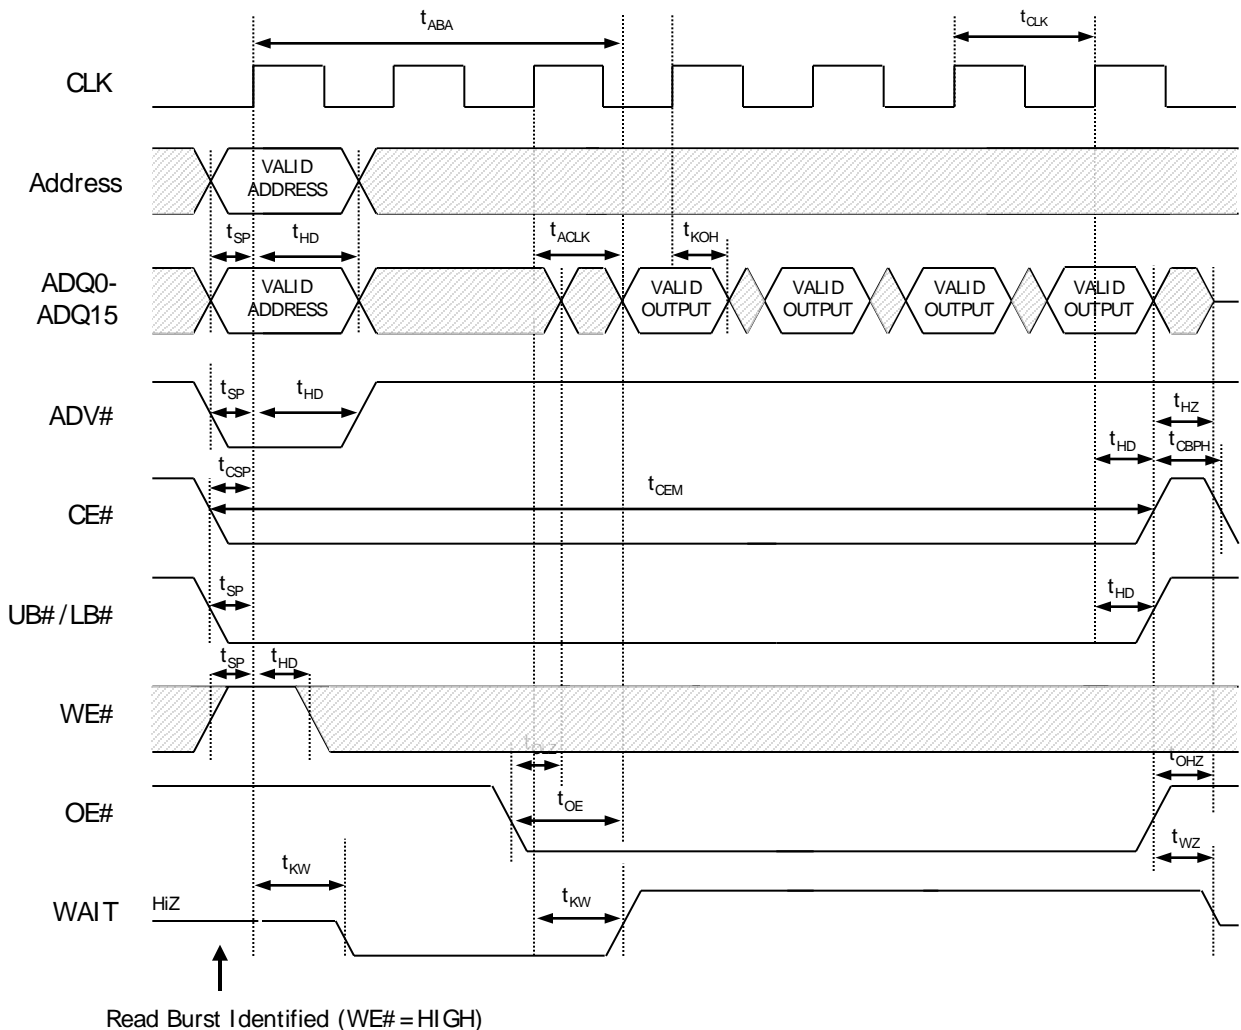 tABA
tCLK
CLK
Address
VALID
ADDRESS
tSP
tHD
tACLK
tKOH
ADQ0-
ADQ15
VALID
ADDRESS
VALID
OUTPUT
VALID
OUTPUT
VALID
OUTPUT
VALID
OUTPUT
ADV#
tSP
tHD
tHZ
tHD
tCBPH
CE#
tCSP
tCEM
UB# / LB#
tSP
tHD
WE#
tSP
tHD
OE#
tOE
tOHZ
WAIT
HiZ
tKW
tKW
tWZ
Read Burst Identified (WE# = HIGH)